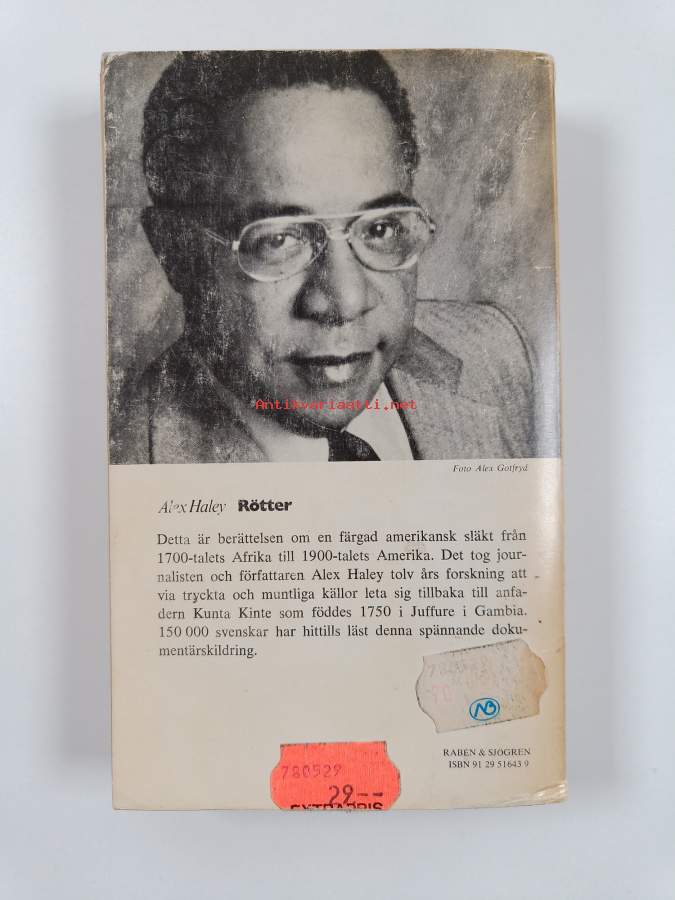 Antikvariaatti.net
Foto Alex Gotfryd
Alex Haley Rötter
Detta är berättelsen om en färgad amerikansk släkt från
1700-talets Afrika till 1900-talets Amerika. Det tog jour-
nalisten och författaren Alex Haley tolv års forskning att
via tryckta och muntliga källor leta sig tillbaka till anfa-
dern Kunta Kinte som föddes 1750 i Juffure i Gambia.
150 000 svenskar har hittills läst denna spännande doku-
mentärskildring.
NB
RABÉN & SJÖGREN
ISBN 91 29 51643 9
780529
29--
EXTRAPRIS